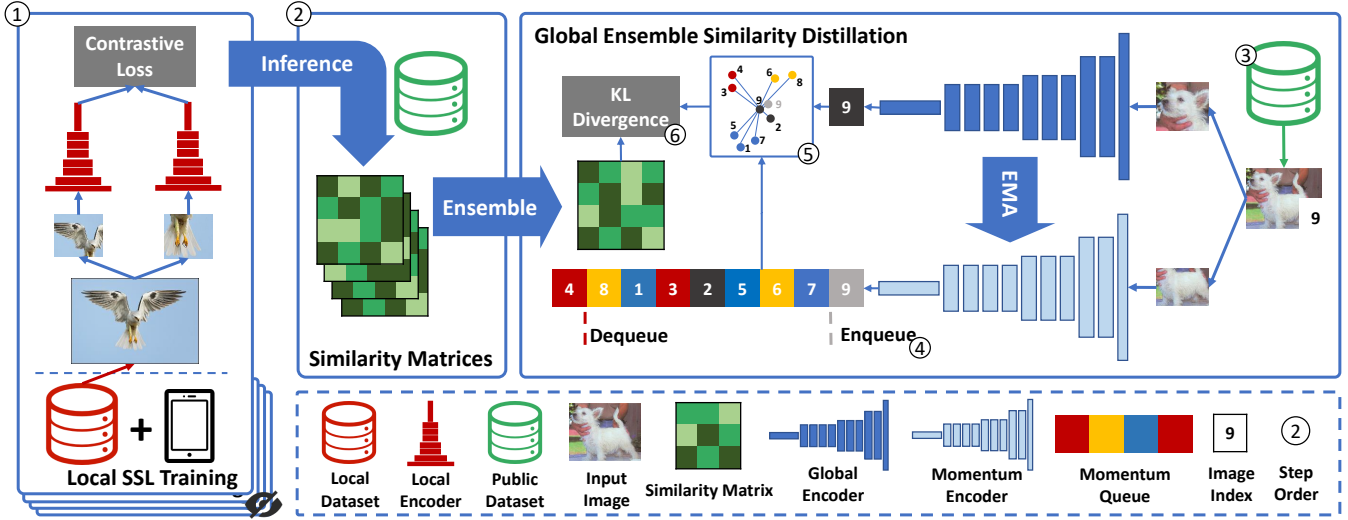 1
Contrastive
Loss
Local SSL Training
2
Inference
Similarity Matrices
Ensemble
Global Ensemble Similarity Distillation
KL
Divergence
6
4
3
6
8
9
9
2
5
1
7
5
9
EMA
3
9
4 8 1 3 2 5 6 7 9
Dequeue
Enqueue
4
Local
Dataset
Local
Encoder
Public
Dataset
Input
Image
Similarity Matrix
Global
Encoder
Momentum
Encoder
Momentum
Queue
9
Image
Index
2
Step
Order